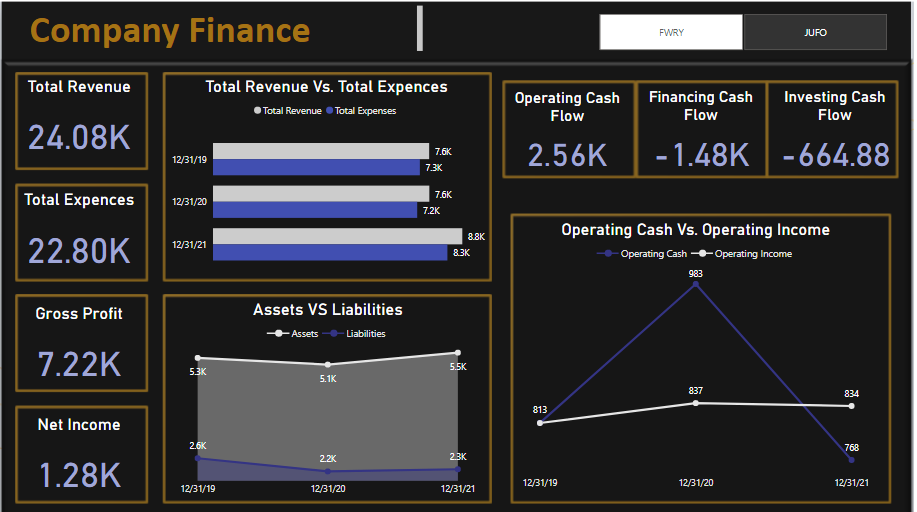 Company Finance
FWRY
JUFO
Total Revenue
24.08K
Total Expences
22.80K
Gross Profit
7.22K
Net Income
1.28K
Total Revenue Vs. Total Expences
Total Revenue Total Expenses
12/31/19
7.6K
7.3K
12/31/20
7.6K
7.2K
12/31/21
8.8K
8.3K
Assets VS Liabilities
Assets Liabilities
5.3K
5.1K
5.5K
2.6K
2.2K
2.3K
12/31/19 12/31/20 12/31/21
Operating Cash
Flow
2.56K
Financing Cash
Flow
-1.48K
Investing Cash
Flow
-664.88
Operating Cash Vs. Operating Income
Operating Cash Operating Income
983
813
837
834
768
12/31/19 12/31/20 12/31/21